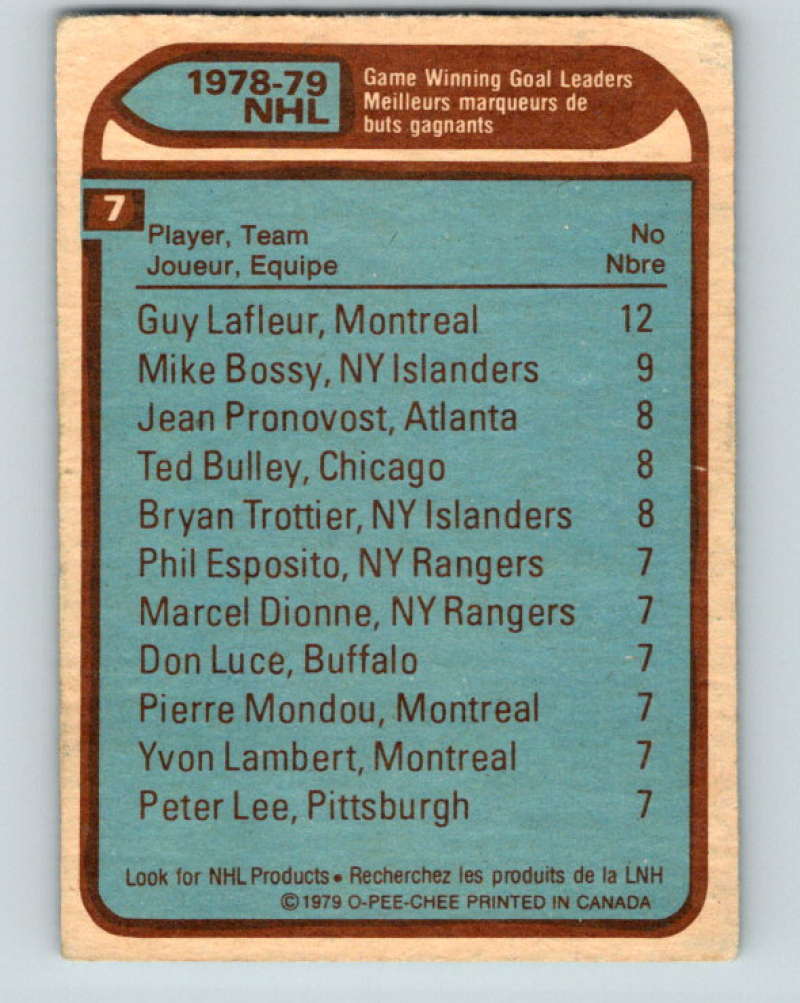 1978-79
NHL
Game Winning Goal Leaders
Meilleurs marqueurs de
buts gagnants
7
Player, Team No
Joueur, Equipe Nbre
Guy Lafleur, Montreal 12
Mike Bossy, NY Islanders 9
Jean Pronovost, Atlanta 8
Ted Bulley, Chicago 8
Bryan Trottier, NY Islanders 8
Phil Esposito, NY Rangers 7
Marcel Dionne, NY Rangers 7
Don Luce, Buffalo 7
Pierre Mondou, Montreal 7
Yvon Lambert, Montreal 7
Peter Lee, Pittsburgh 7
Look for NHL Products • Recherchez les produits de la LNH
©1979 O-PEE-CHEE PRINTED IN CANADA